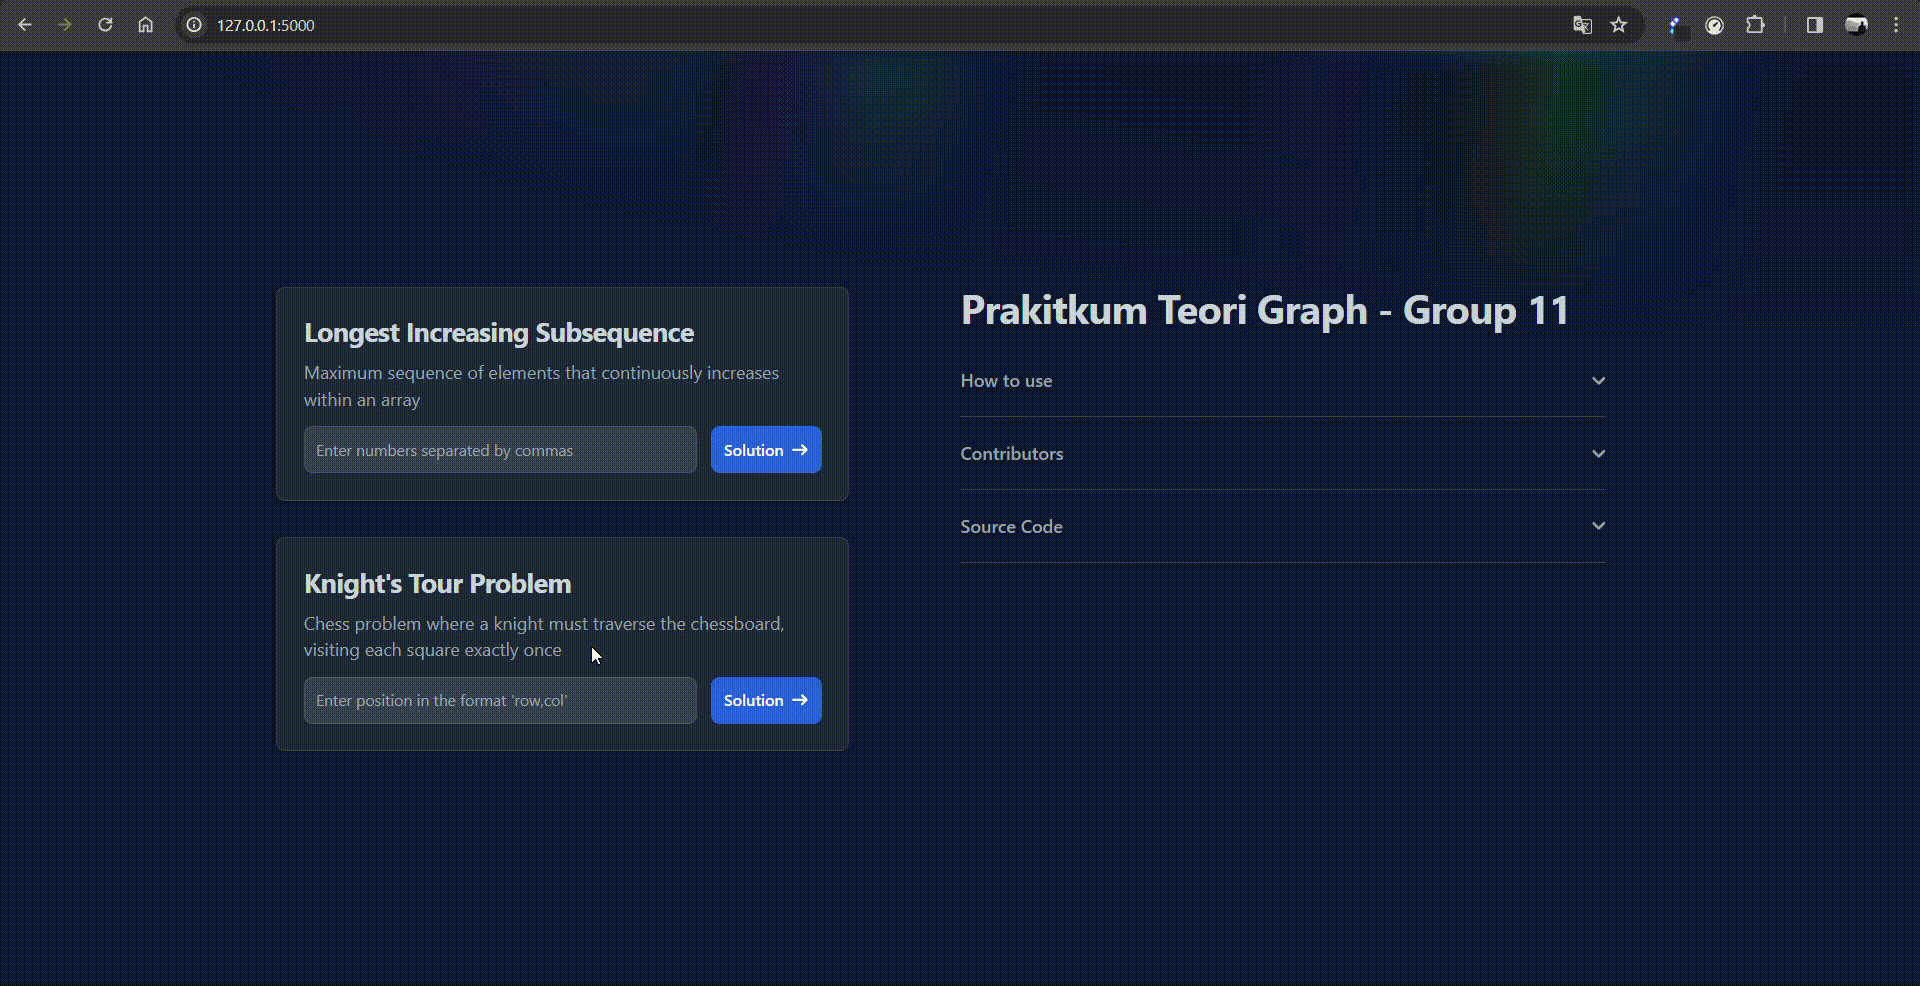 127.0.0.1:5000
Longest Increasing Subsequence
Maximum sequence of elements that continuously increases
within an array
Enter numbers separated by commas
Solution →
Knight's Tour Problem
Chess problem where a knight must traverse the chessboard,
visiting each square exactly once
Enter position in the format 'row,col'
Solution →
Prakitkum Teori Graph - Group 11
How to use
Contributors
Source Code